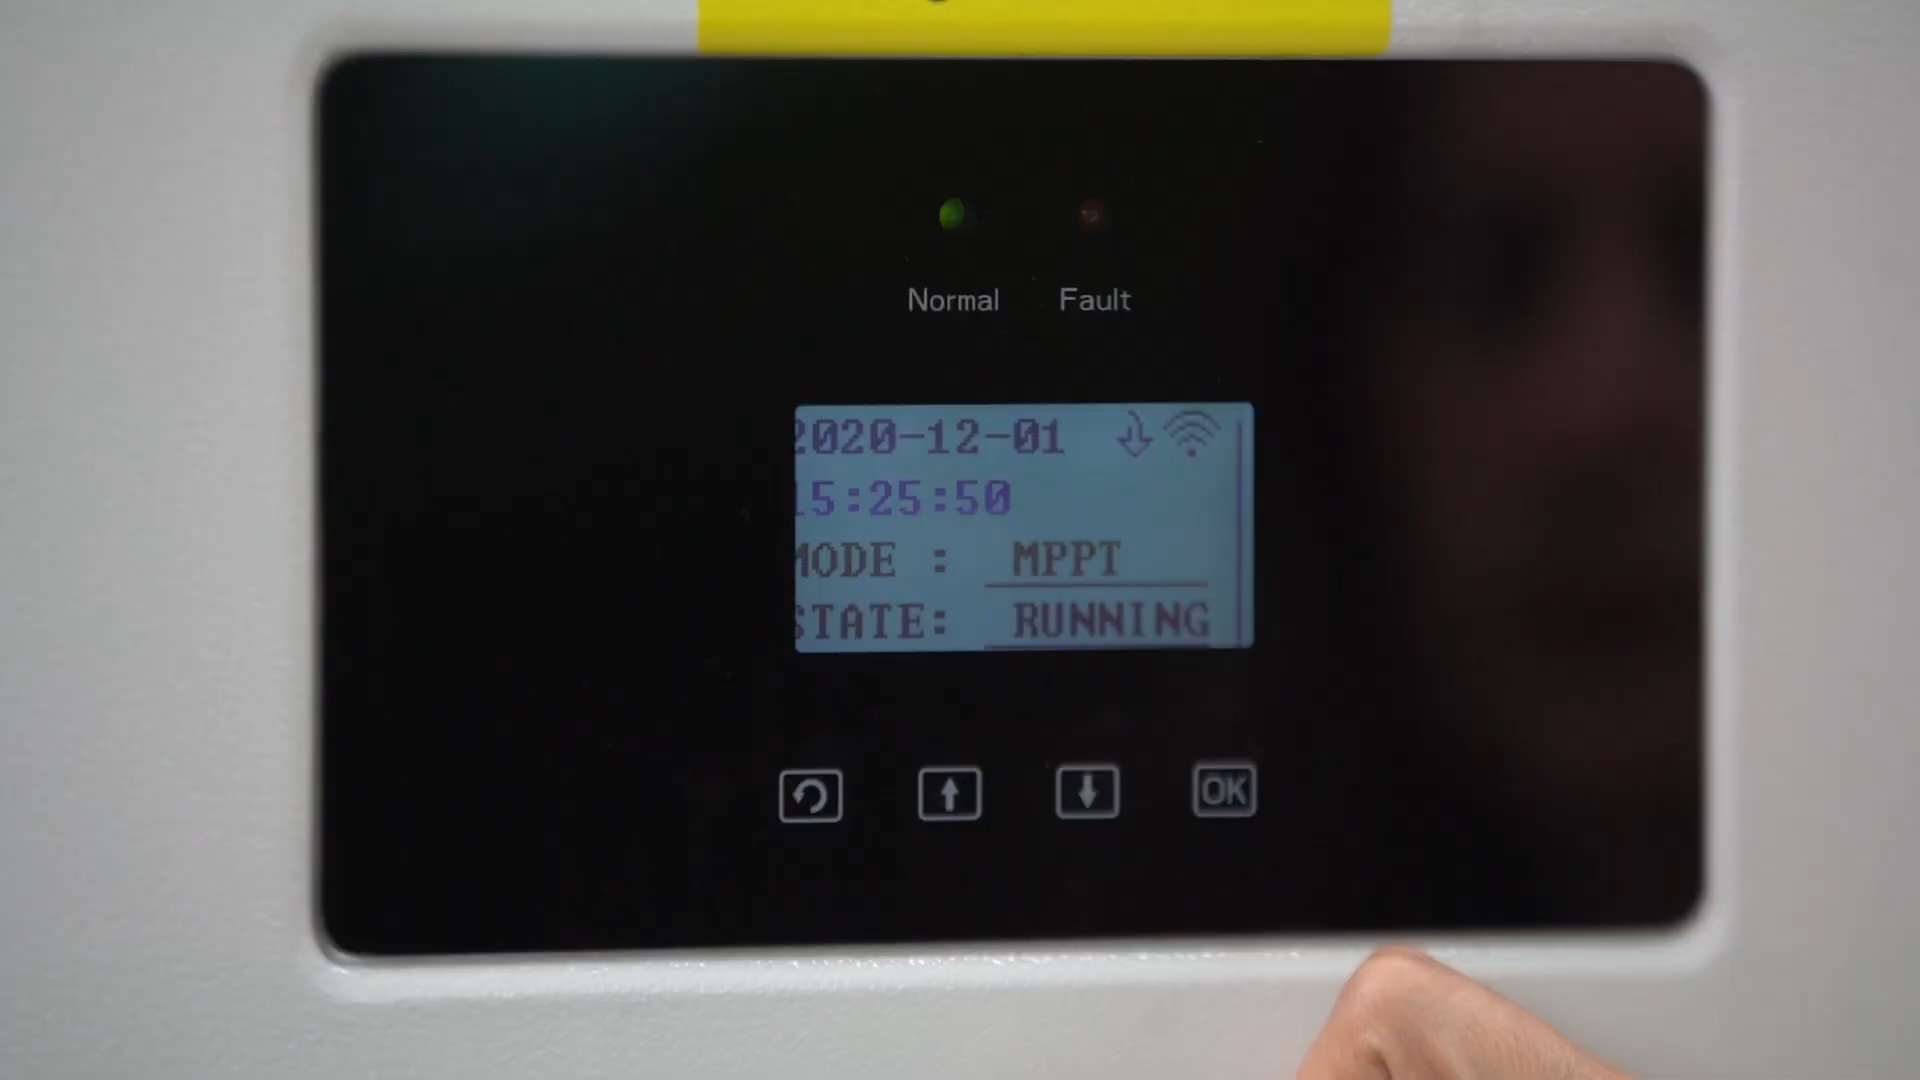 Normal Fault
2020-12-01
15:25:50
MODE : MPPT
STATE: RUNNING
OK